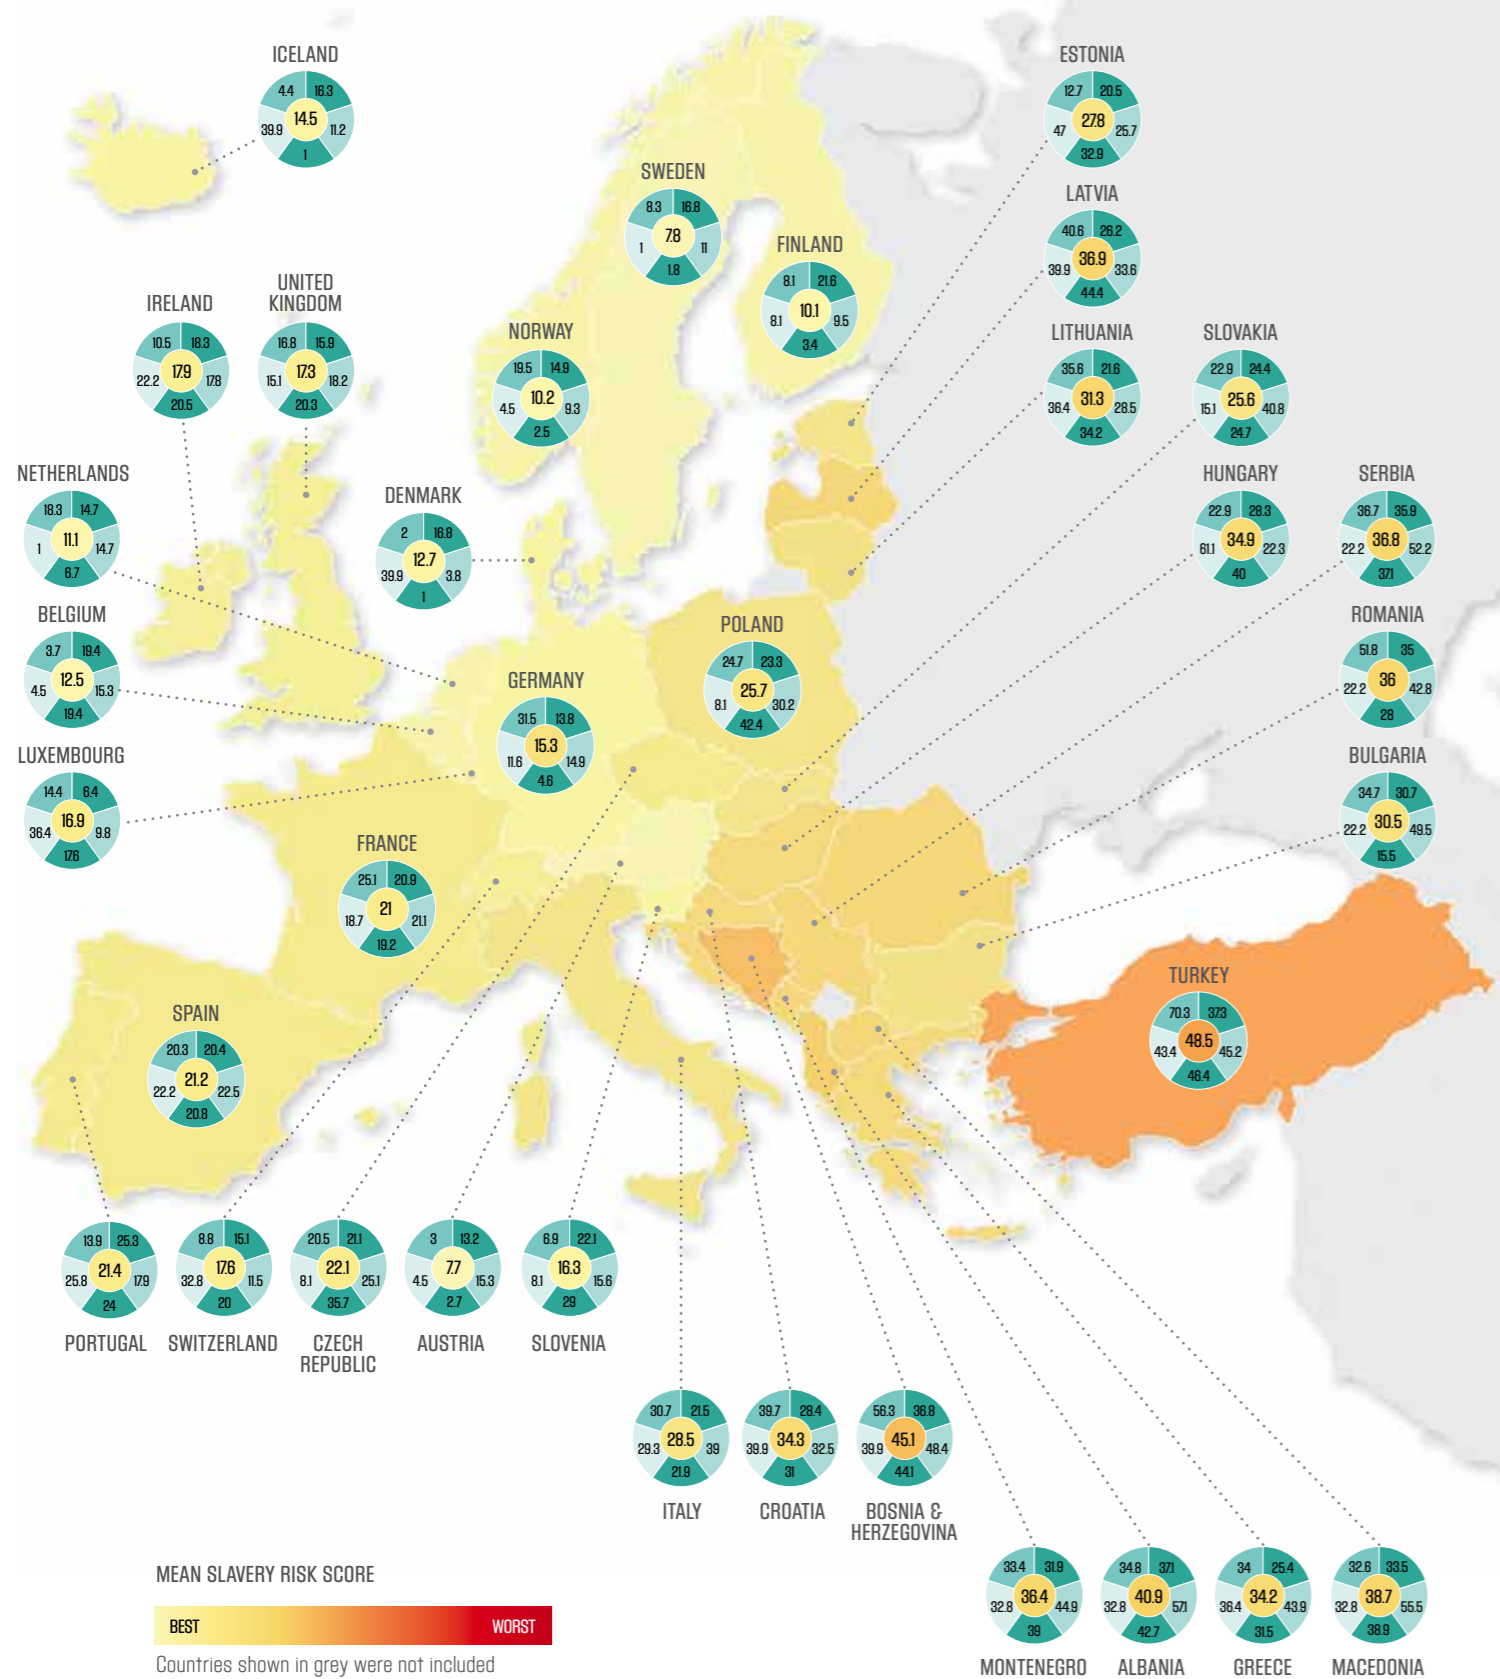 ICELAND
4.4 16.3
39.9 14.5 11.2
1
ESTONIA
12.7 20.5
47 27.8 25.7
32.9
SWEDEN
8.3 16.8
1 7.8 11
1.8
LATVIA
40.6 26.2
39.9 36.9 33.6
44.4
FINLAND
8.1 21.6
8.1 10.1 9.5
3.4
IRELAND
10.5 18.3
22.2 17.9 17.8
20.5
UNITED
KINGDOM
16.8 15.9
15.1 17.3 18.2
20.3
NORWAY
19.5 14.9
4.5 10.2 9.3
2.5
LITHUANIA
35.6 21.6
36.4 31.3 28.5
34.2
SLOVAKIA
22.9 24.4
15.1 25.6 40.8
24.7
NETHERLANDS
18.3 14.7
1 11.1 14.7
6.7
DENMARK
2 16.8
39.9 12.7 3.8
1
HUNGARY
22.9 28.3
61.1 34.9 22.3
40
SERBIA
36.7 35.9
22.2 36.8 52.2
37.1
BELGIUM
3.7 19.4
4.5 12.5 15.3
19.4
POLAND
24.7 23.3
8.1 25.7 30.2
42.4
ROMANIA
51.8 35
22.2 36 42.8
28
GERMANY
31.5 13.8
11.6 15.3 14.9
4.6
LUXEMBOURG
14.4 6.4
36.4 16.9 9.8
17.6
BULGARIA
34.7 30.7
22.2 30.5 49.5
15.5
FRANCE
25.1 20.9
18.7 21 21.1
19.2
SPAIN
20.3 20.4
22.2 21.2 22.5
20.8
TURKEY
70.3 37.3
43.4 48.5 45.2
46.4
13.9 25.3
25.8 21.4 17.9
24
PORTUGAL
8.8 15.1
32.8 17.6 11.5
20
SWITZERLAND
20.5 21.1
8.1 22.1 25.1
35.7
CZECH
REPUBLIC
3 13.2
4.5 7.7 15.3
2.7
AUSTRIA
6.9 22.1
8.1 16.3 15.6
29
SLOVENIA
30.7 21.5
29.3 28.5 39
21.9
ITALY
39.7 28.4
39.9 34.3 32.5
31
CROATIA
56.3 36.8
39.9 45.1 48.4
44.1
BOSNIA &
HERZEGOVINA
33.4 31.9
32.8 36.4 44.9
39
MONTENEGRO
34.8 37.1
32.8 40.9 57.1
42.7
ALBANIA
34 25.4
36.4 34.2 43.9
31.5
GREECE
32.6 33.5
32.8 38.7 55.5
38.9
MACEDONIA
MEAN SLAVERY RISK SCORE
BEST WORST
Countries shown in grey were not included